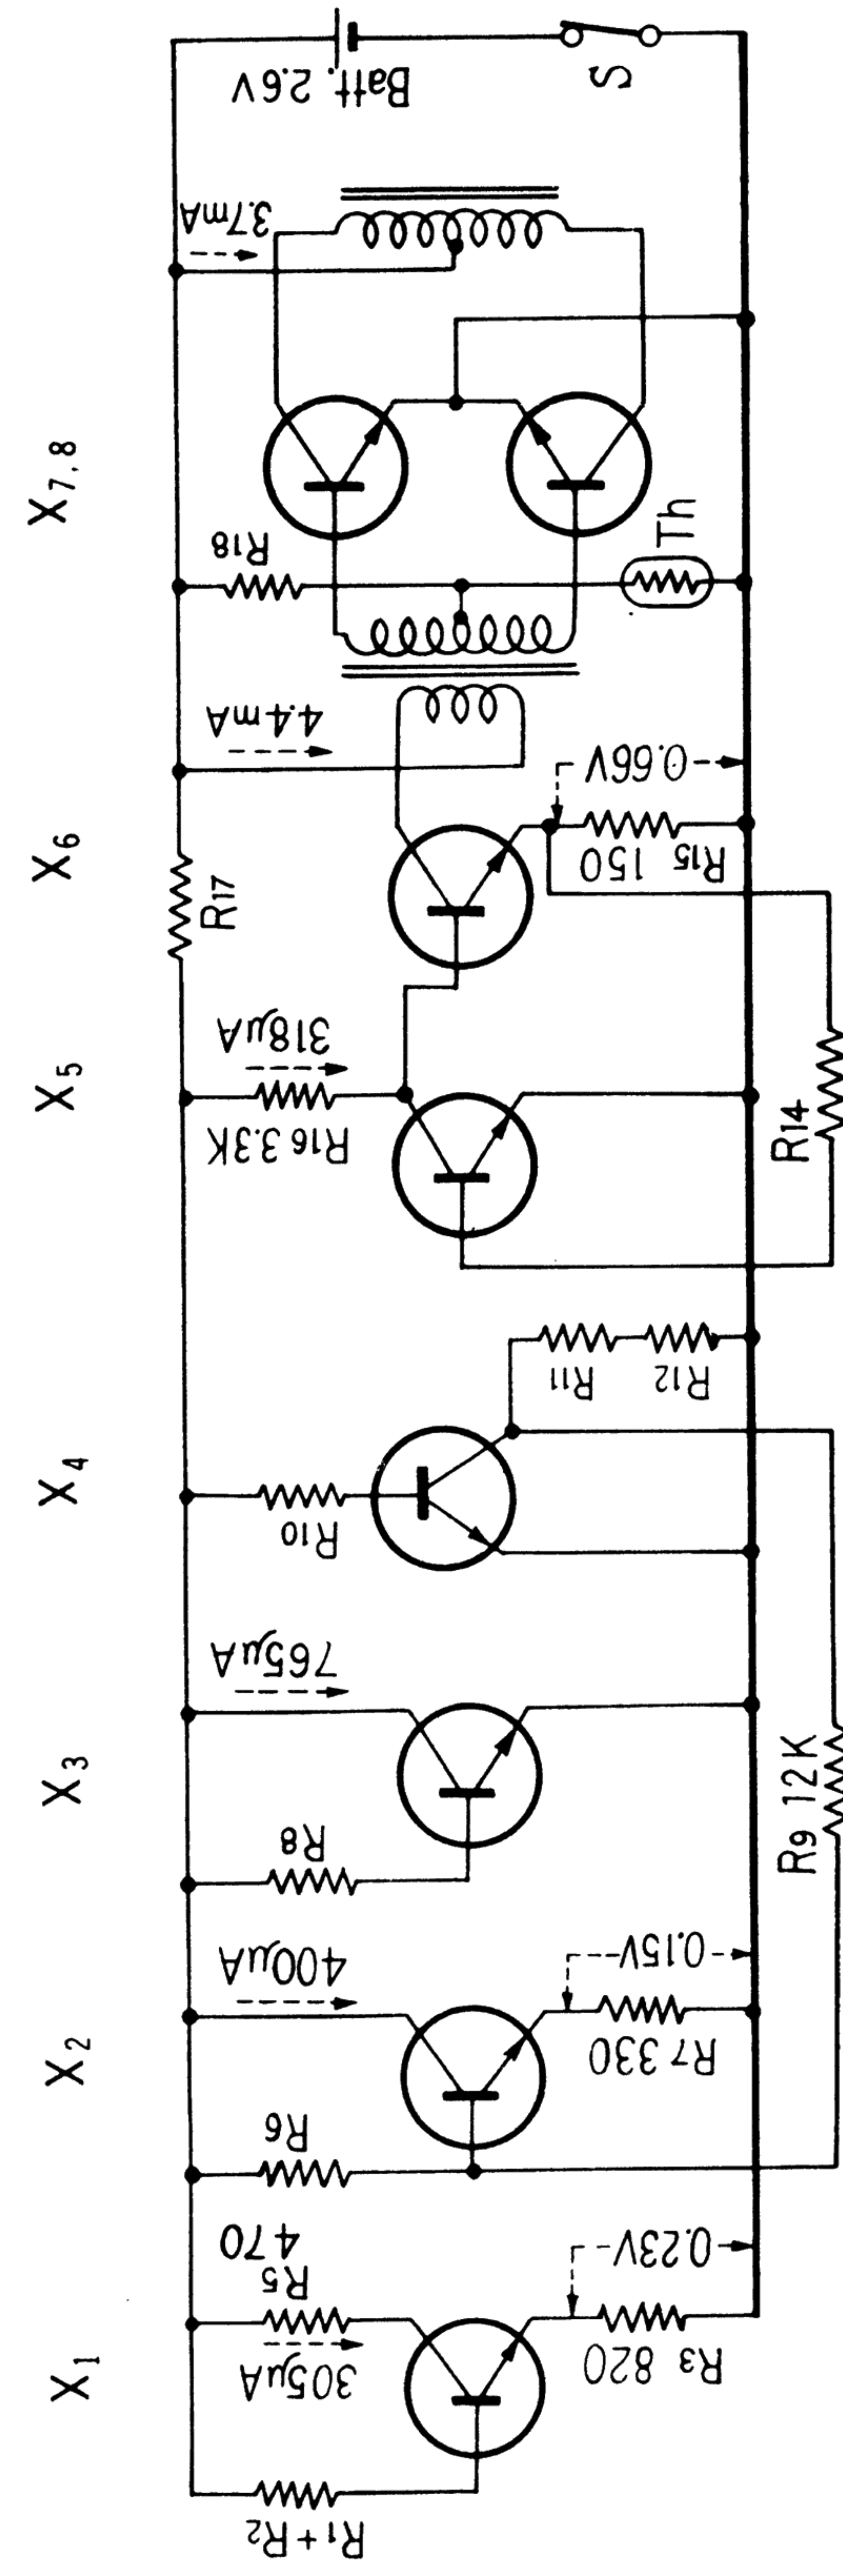 Batt. 2.6V
S
3.7mA
X7,8
R18
Th
4.4mA
X6
0.66V
R15 150
R17
X5
318μA
R16 3.3K
R14
R11
R12
X4
R10
765μA
X3
R9 12K
R8
400μA
0.15V
X2
R7 330
R6
470
R5
0.23V
X1
305μA
R3 820
R1+R2